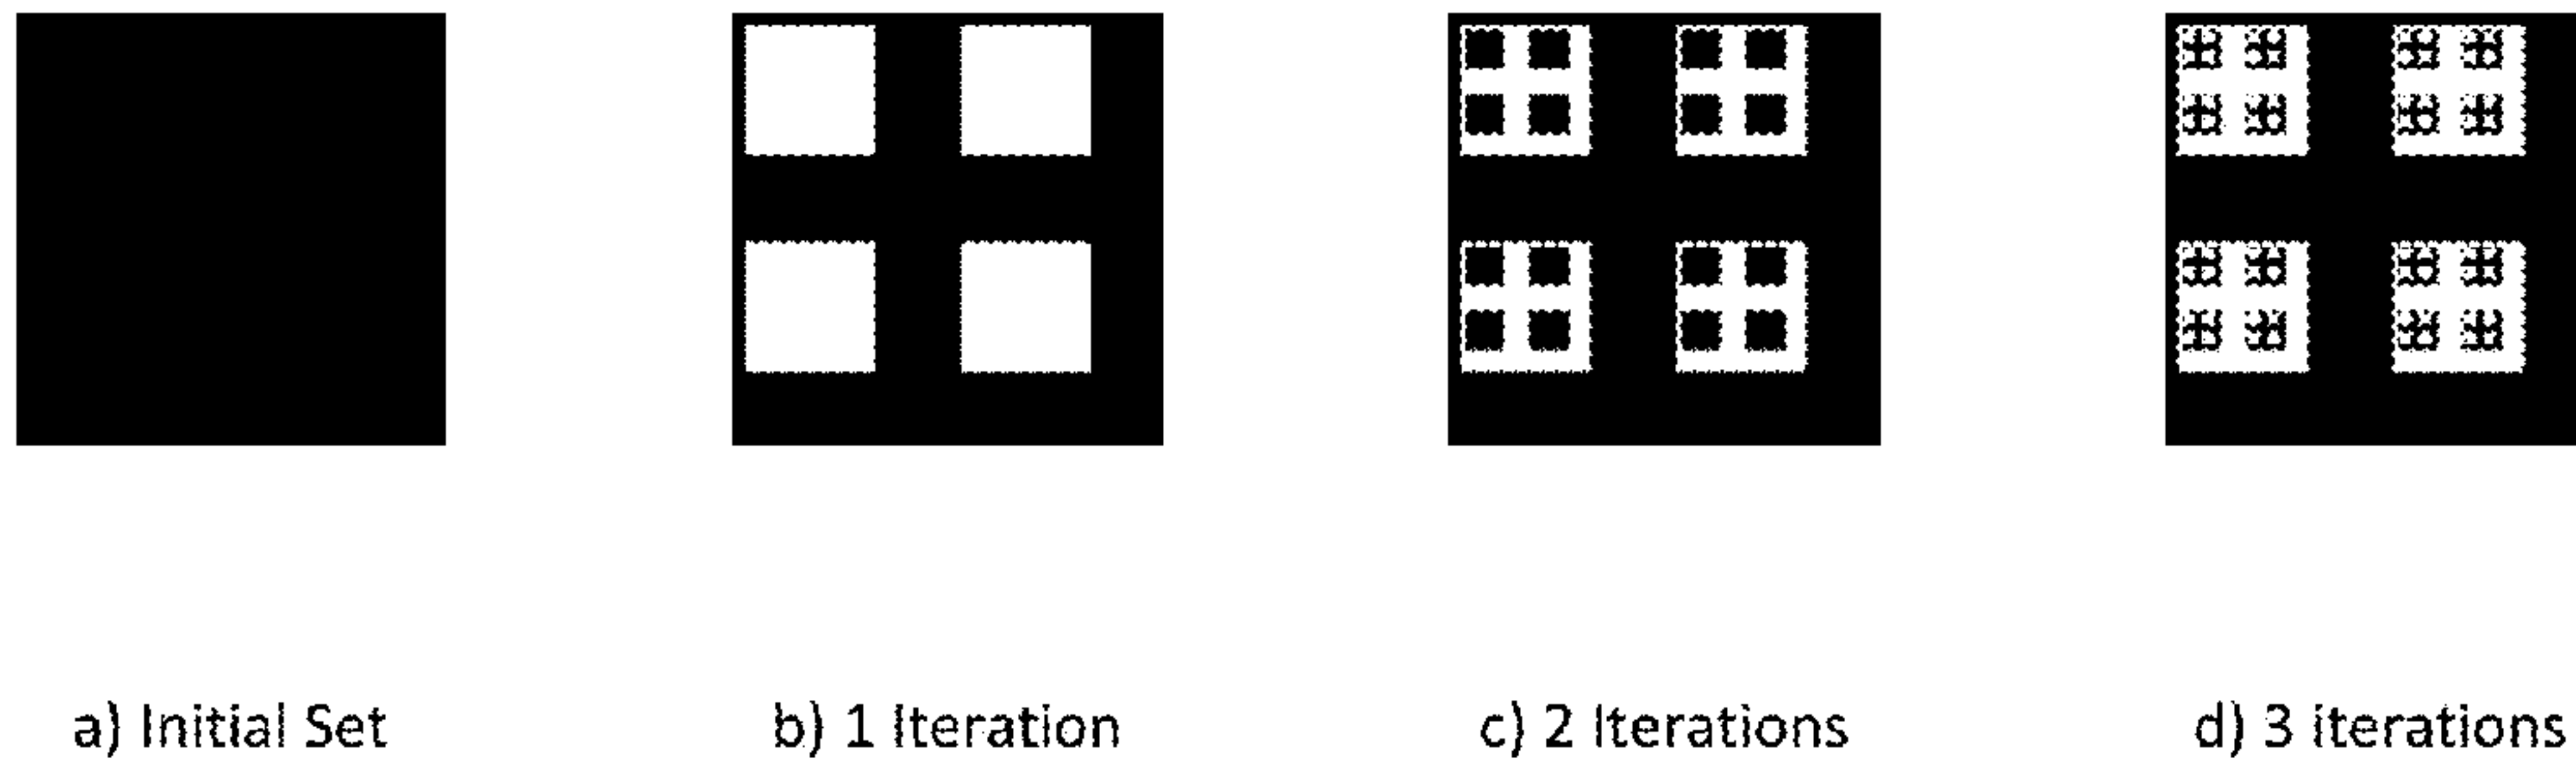 a) Initial Set
b) 1 Iteration
c) 2 Iterations
d) 3 iterations